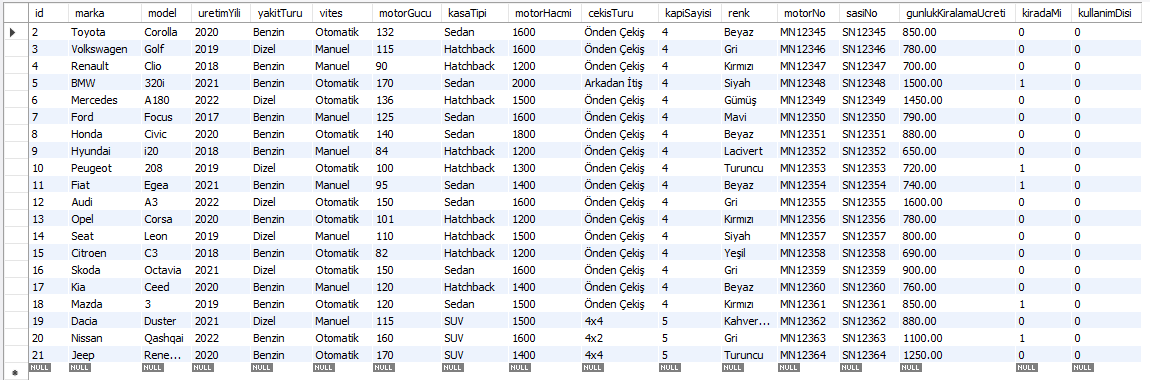 id marka model uretimYili yakitTuru vites motorGucu kasaTipi motorHacmi cekisTuru kapiSayisi renk motorNo sasiNo gunlukKiralamaUcreti kiradaMi kullanimDisi
2 Toyota Corolla 2020 Benzin Otomatik 132 Sedan 1600 Önden Çekiş 4 Beyaz MN12345 SN12345 850.00 0 0
3 Volkswagen Golf 2019 Dizel Manuel 115 Hatchback 1600 Önden Çekiş 4 Gri MN12346 SN12346 780.00 0 0
4 Renault Clio 2018 Benzin Manuel 90 Hatchback 1200 Önden Çekiş 4 Kırmızı MN12347 SN12347 700.00 0 0
5 BMW 320i 2021 Benzin Otomatik 170 Sedan 2000 Arkadan İtiş 4 Siyah MN12348 SN12348 1500.00 1 0
6 Mercedes A180 2022 Dizel Otomatik 136 Hatchback 1500 Önden Çekiş 4 Gümüş MN12349 SN12349 1450.00 0 0
7 Ford Focus 2017 Benzin Manuel 125 Sedan 1600 Önden Çekiş 4 Mavi MN12350 SN12350 790.00 0 0
8 Honda Civic 2020 Benzin Otomatik 140 Sedan 1800 Önden Çekiş 4 Beyaz MN12351 SN12351 880.00 0 0
9 Hyundai i20 2018 Benzin Manuel 84 Hatchback 1200 Önden Çekiş 4 Lacivert MN12352 SN12352 650.00 0 0
10 Peugeot 208 2019 Dizel Otomatik 100 Hatchback 1300 Önden Çekiş 4 Turuncu MN12353 SN12353 720.00 1 0
11 Fiat Egea 2021 Benzin Manuel 95 Sedan 1400 Önden Çekiş 4 Beyaz MN12354 SN12354 740.00 1 0
12 Audi A3 2022 Dizel Otomatik 150 Sedan 1600 Önden Çekiş 4 Gri MN12355 SN12355 1600.00 0 0
13 Opel Corsa 2020 Benzin Otomatik 101 Hatchback 1200 Önden Çekiş 4 Kırmızı MN12356 SN12356 780.00 0 0
14 Seat Leon 2019 Dizel Manuel 110 Hatchback 1500 Önden Çekiş 4 Siyah MN12357 SN12357 800.00 0 0
15 Citroen C3 2018 Benzin Otomatik 82 Hatchback 1200 Önden Çekiş 4 Yeşil MN12358 SN12358 690.00 0 0
16 Skoda Octavia 2021 Dizel Otomatik 150 Sedan 1600 Önden Çekiş 4 Gri MN12359 SN12359 900.00 0 0
17 Kia Ceed 2020 Benzin Manuel 120 Hatchback 1400 Önden Çekiş 4 Beyaz MN12360 SN12360 760.00 0 0
18 Mazda 3 2019 Benzin Otomatik 120 Sedan 1500 Önden Çekiş 4 Kırmızı MN12361 SN12361 850.00 1 0
19 Dacia Duster 2021 Dizel Manuel 115 SUV 1500 4x4 5 Kahver... MN12362 SN12362 880.00 0 0
20 Nissan Qashqai 2022 Benzin Otomatik 160 SUV 1600 4x2 5 Gri MN12363 SN12363 1100.00 1 0
21 Jeep Rene... 2020 Benzin Otomatik 170 SUV 1400 4x4 5 Turuncu MN12364 SN12364 1250.00 0 0
NULL NULL NULL NULL NULL NULL NULL NULL NULL NULL NULL NULL NULL NULL NULL NULL NULL